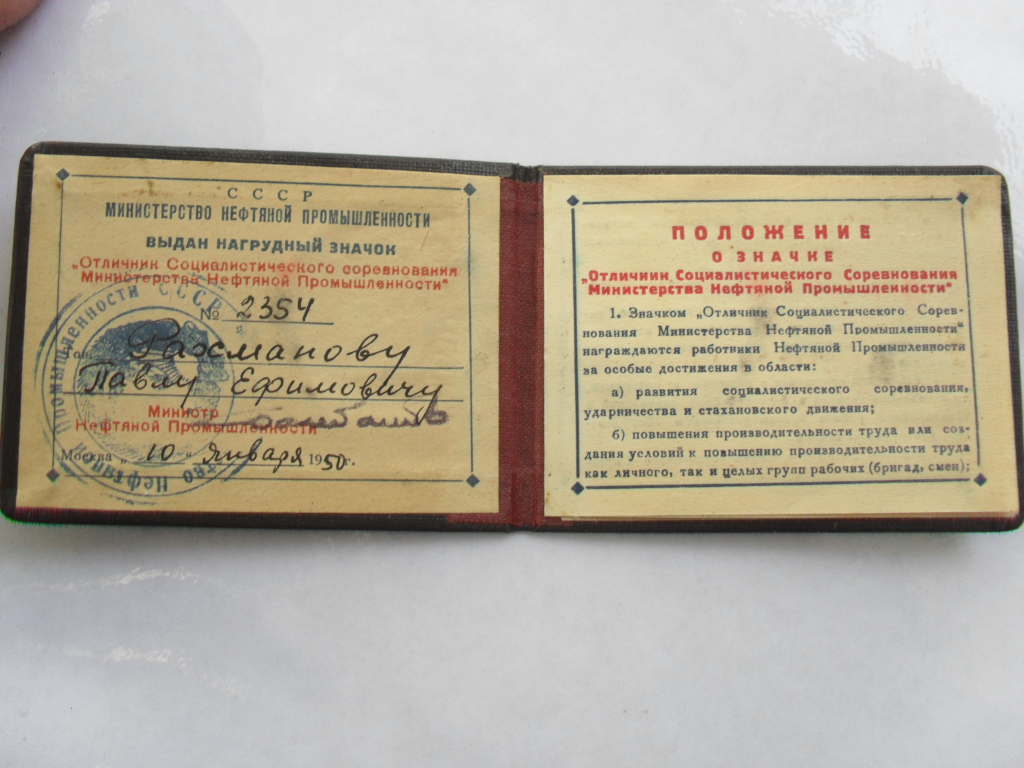 СССР
МИНИСТЕРСТВО НЕФТЯНОЙ ПРОМЫШЛЕННОСТИ
ВЫДАН НАГРУДНЫЙ ЗНАЧОК
„Отличник Социалистического соревнования
Министерства Нефтяной Промышленности"
№ 2354
Тов. Рахманову
Павлу Ефимовичу
Министр
Нефтяной Промышленности
Москва „10" Января 1950 г.
Нефтяной Промышленности СССР
ПОЛОЖЕНИЕ
О ЗНАЧКЕ
„Отличник Социалистического Соревнования
Министерства Нефтяной Промышленности"
1. Значком „Отличник Социалистического Сорев-
нования Министерства Нефтяной Промышленности"
награждаются работники Нефтяной Промышленности
за особые достижения в области:
а) развития социалистического соревнования,
ударничества и стахановского движения;
б) повышения производительности труда или соз-
дания условий к повышению производительности труда
как личного, так и целых групп рабочих (бригад, смен);